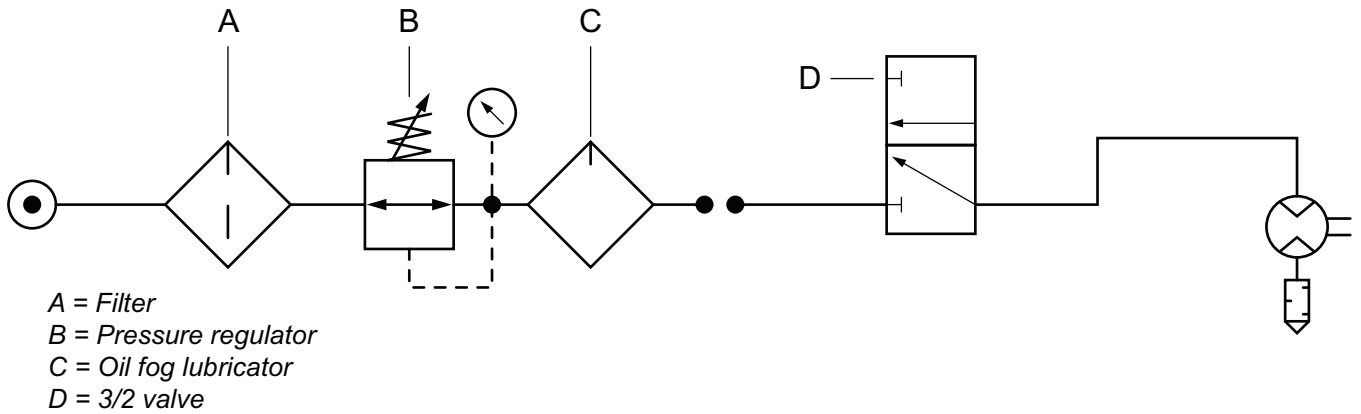 A B C
D
A = Filter
B = Pressure regulator
C = Oil fog lubricator
D = 3/2 valve